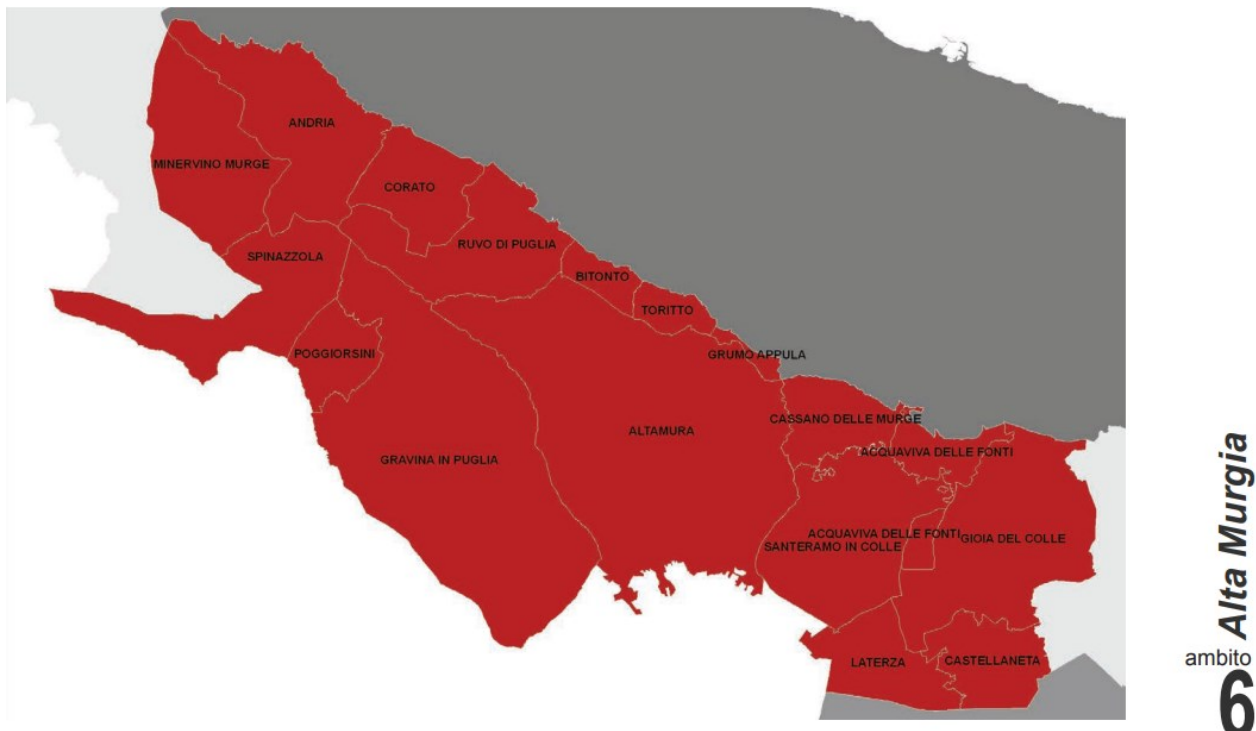 ANDRIA
MINERVINO MURGE
CORATO
RUVO DI PUGLIA
SPINAZZOLA
BITONTO
TORITTO
POGGIORSINI
GRUMO APPULA
CASSANO DELLE MURGE
ALTAMURA
ACQUAVIVA DELLE FONTI
GRAVINA IN PUGLIA
ACQUAVIVA DELLE FONTI
GIOIA DEL COLLE
SANTERAMO IN COLLE
LATERZA
CASTELLANETA
ambito
6
Alta Murgia